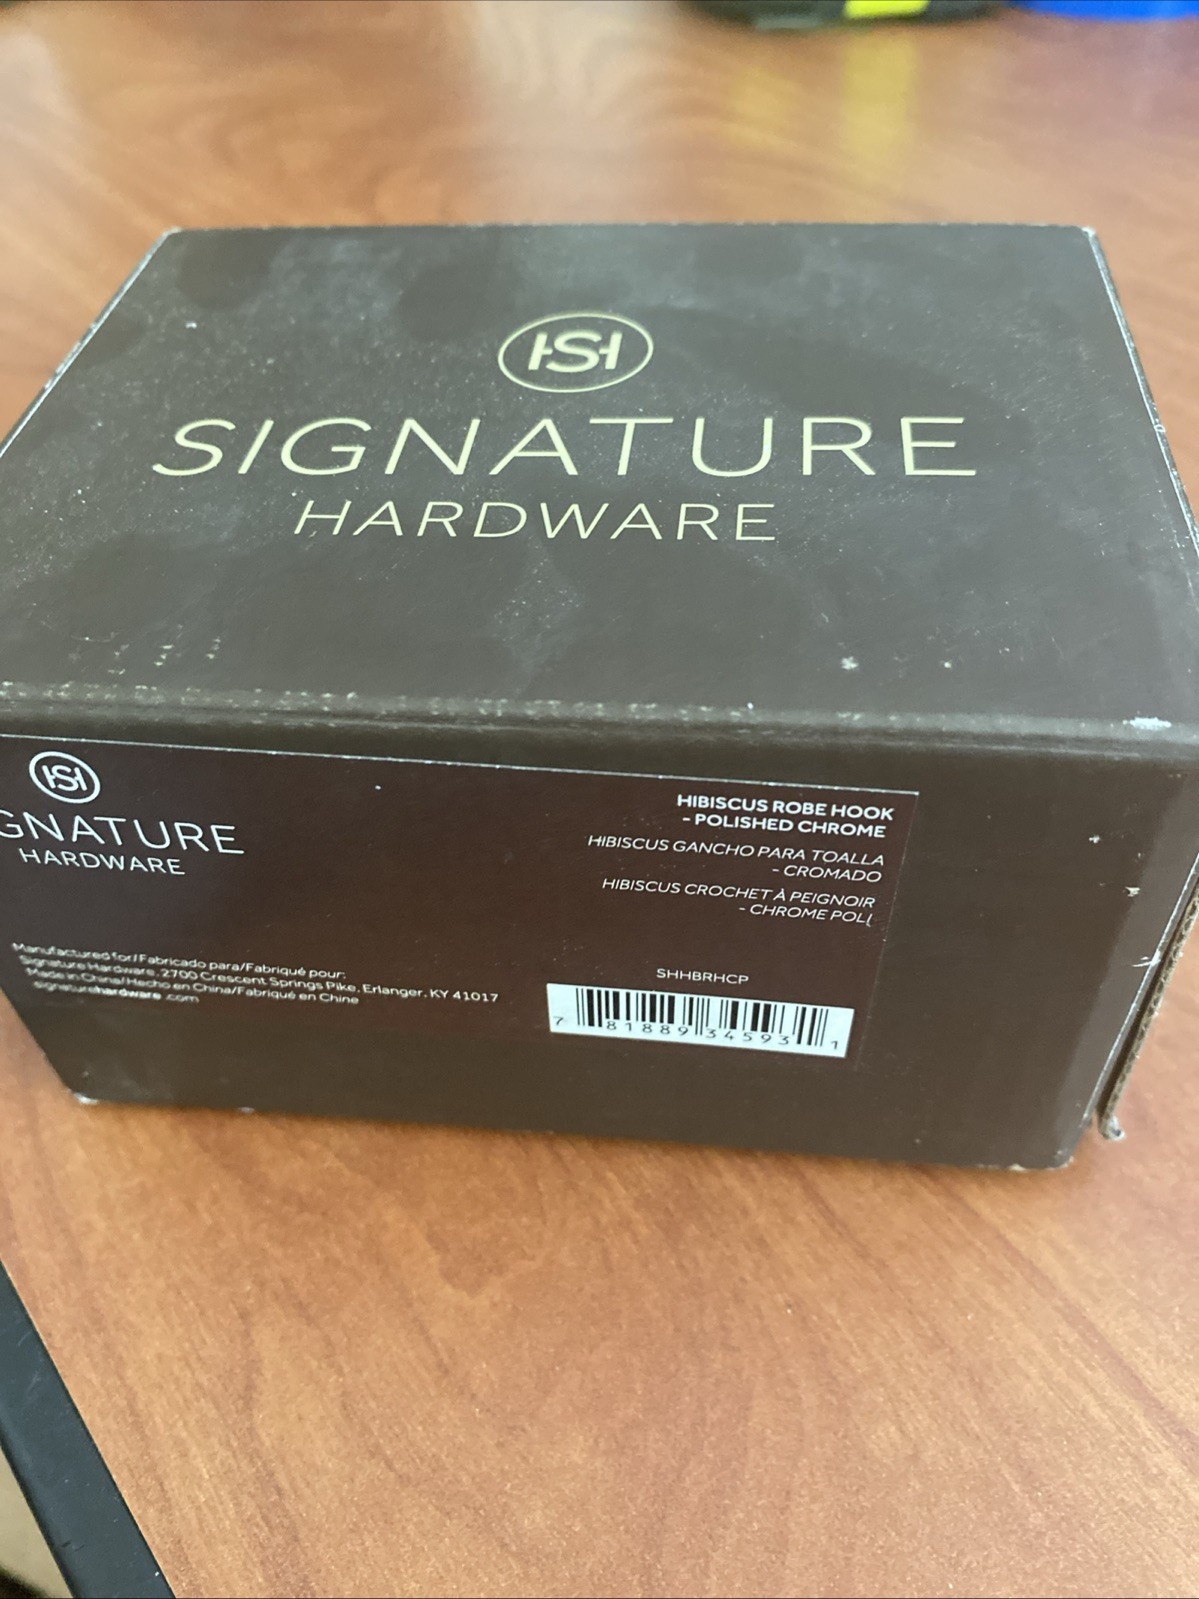 SH
SIGNATURE
HARDWARE
SH
GNATURE
HARDWARE
HIBISCUS ROBE HOOK
- POLISHED CHROME
HIBISCUS GANCHO PARA TOALLA
- CROMADO
HIBISCUS CROCHET À PEIGNOIR
- CHROME POLI
Manufactured for/Fabricado para/Fabriqué pour:
Signature Hardware, 2700 Crescent Springs Pike, Erlanger, KY 41017
Made in China/Hecho en China/Fabriqué en Chine
signaturehardware.com
SHHBRHCP
7 81889 34593 1